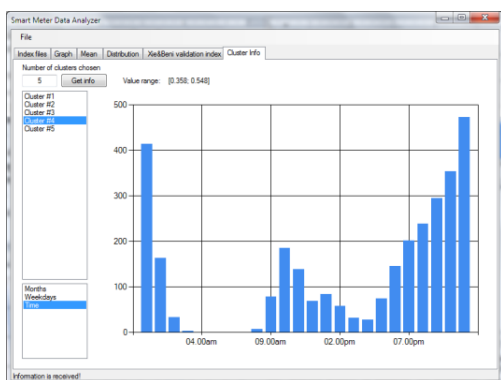 Smart Meter Data Analyzer
File
Index files Graph Mean Distribution Xie&Beni validation index Cluster Info
Number of clusters chosen
5 Get info Value range: [0.358; 0.548]
Cluster #1
Cluster #2
Cluster #3
Cluster #4
Cluster #5
500
400
300
200
100
0
04.00am 09.00am 02.00pm 07.00pm
Months
Weekdays
Time
Information is received!